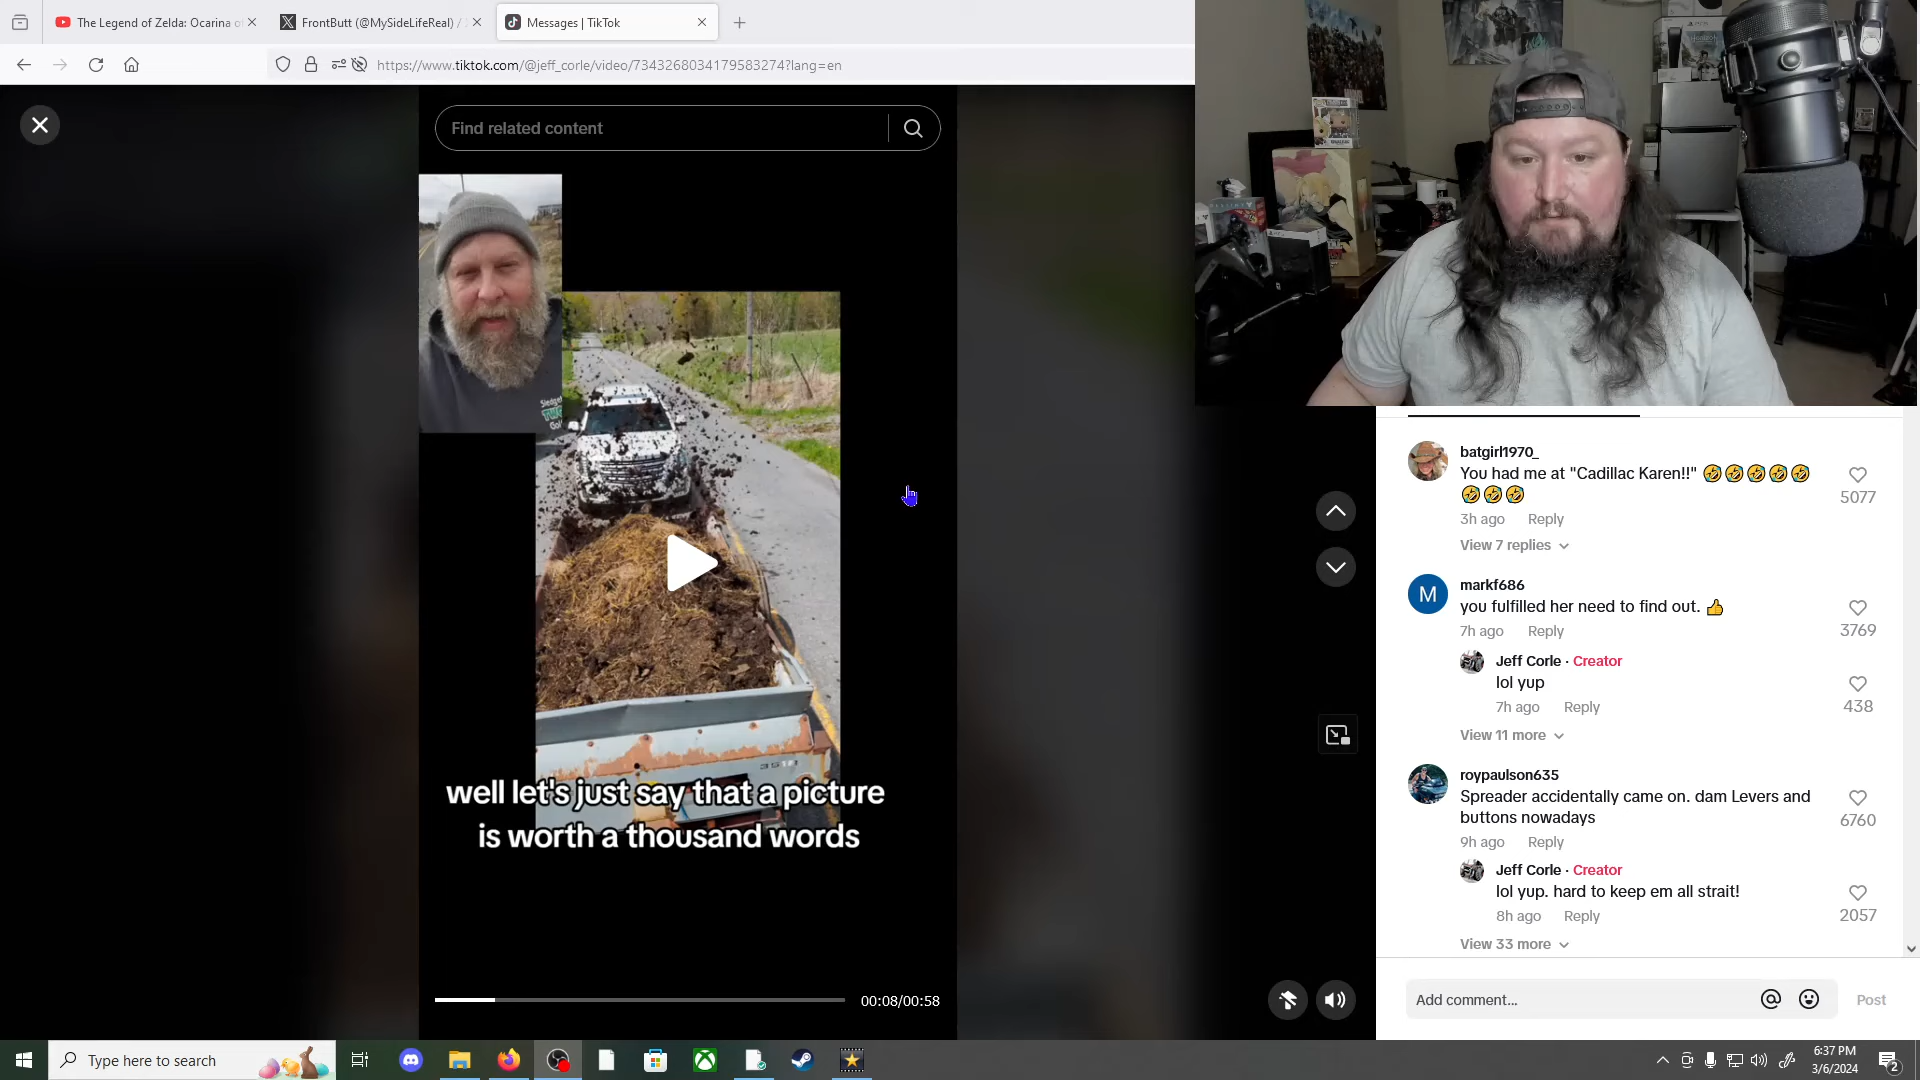 The Legend of Zelda: Ocarina o
FrontButt (@MySideLifeReal) /
Messages | TikTok
https://www.tiktok.com/@jeff_corle/video/7343268034179583274?lang=en
Find related content
well let's just say that a picture
is worth a thousand words
00:08/00:58
batgirl1970_
You had me at "Cadillac Karen!!" 🤣🤣🤣🤣🤣
🤣🤣🤣
5077
3h ago Reply
View 7 replies
M
markf686
you fulfilled her need to find out. 👍
3769
7h ago Reply
Jeff Corle · Creator
lol yup
438
7h ago Reply
View 11 more
roypaulson635
Spreader accidentally came on. dam Levers and
buttons nowadays
6760
9h ago Reply
Jeff Corle · Creator
lol yup. hard to keep em all strait!
2057
8h ago Reply
View 33 more
Add comment...
Post
Type here to search
6:37 PM
3/6/2024
2